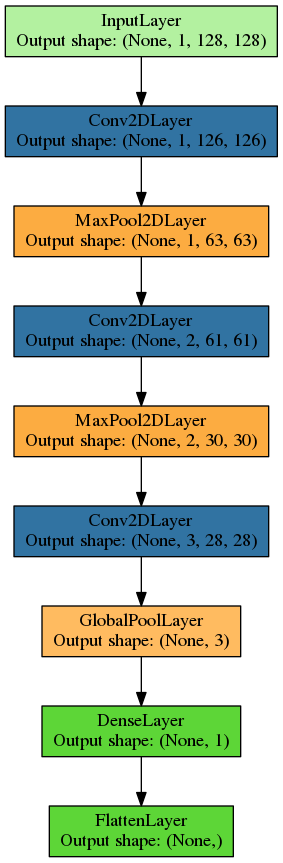 InputLayer
Output shape: (None, 1, 128, 128)
Conv2DLayer
Output shape: (None, 1, 126, 126)
MaxPool2DLayer
Output shape: (None, 1, 63, 63)
Conv2DLayer
Output shape: (None, 2, 61, 61)
MaxPool2DLayer
Output shape: (None, 2, 30, 30)
Conv2DLayer
Output shape: (None, 3, 28, 28)
GlobalPoolLayer
Output shape: (None, 3)
DenseLayer
Output shape: (None, 1)
FlattenLayer
Output shape: (None,)